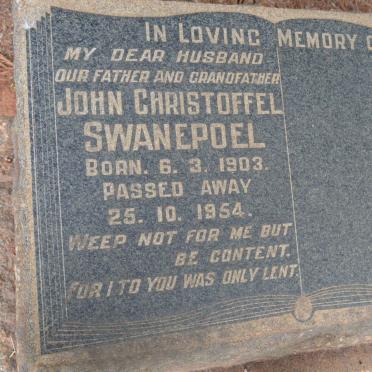 IN LOVING MEMORY O
MY DEAR HUSBAND
OUR FATHER AND GRANDFATHER
JOHN CHRISTOFFEL
SWANEPOEL
BORN. 6. 3. 1903.
PASSED AWAY
25. 10. 1954.
WEEP NOT FOR ME BUT
BE CONTENT.
FOR I TO YOU WAS ONLY LENT.